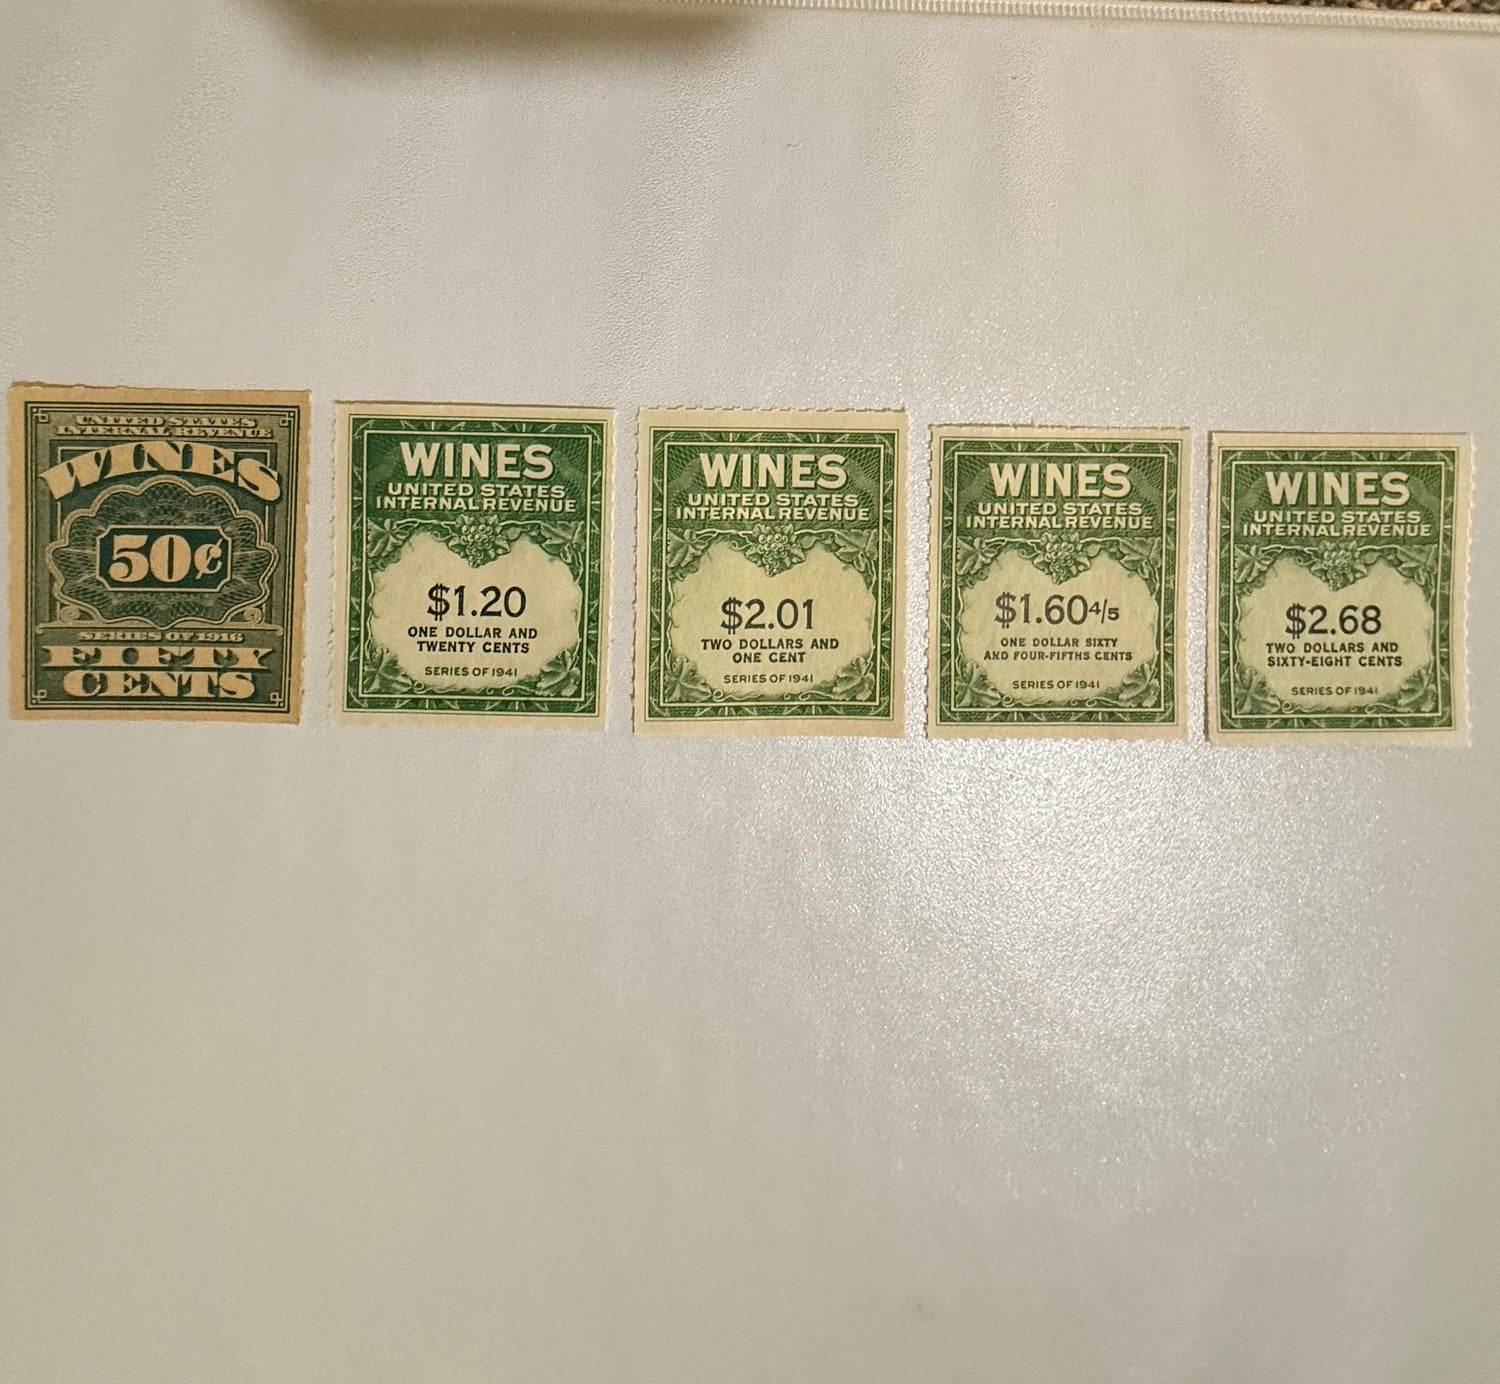 UNITED STATES
INTERNAL REVENUE
WINES
50¢
SERIES OF 1916
FIFTY
CENTS
WINES
UNITED STATES
INTERNAL REVENUE
$1.20
ONE DOLLAR AND
TWENTY CENTS
SERIES OF 1941
WINES
UNITED STATES
INTERNAL REVENUE
$2.01
TWO DOLLARS AND
ONE CENT
SERIES OF 1941
WINES
UNITED STATES
INTERNAL REVENUE
$1.60 4/5
ONE DOLLAR SIXTY
AND FOUR-FIFTHS CENTS
SERIES OF 1941
WINES
UNITED STATES
INTERNAL REVENUE
$2.68
TWO DOLLARS AND
SIXTY-EIGHT CENTS
SERIES OF 1941